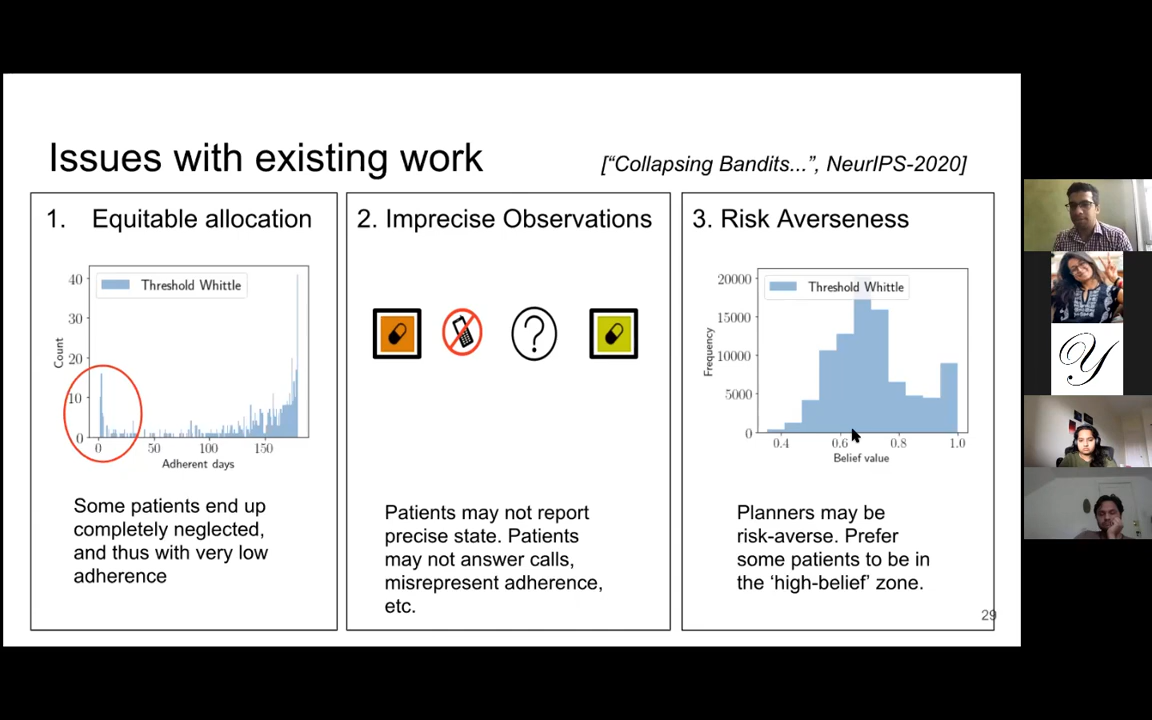 Issues with existing work
["Collapsing Bandits...", NeurIPS-2020]
1. Equitable allocation
Threshold Whittle
40
30
20
10
0
Count
0 50 100 150
Adherent days
Some patients end up
completely neglected,
and thus with very low
adherence
2. Imprecise Observations
?
Patients may not report
precise state. Patients
may not answer calls,
misrepresent adherence,
etc.
3. Risk Averseness
Threshold Whittle
20000
15000
10000
5000
0
Frequency
0.4 0.6 0.8 1.0
Belief value
Planners may be
risk-averse. Prefer
some patients to be in
the 'high-belief' zone.
29
Y